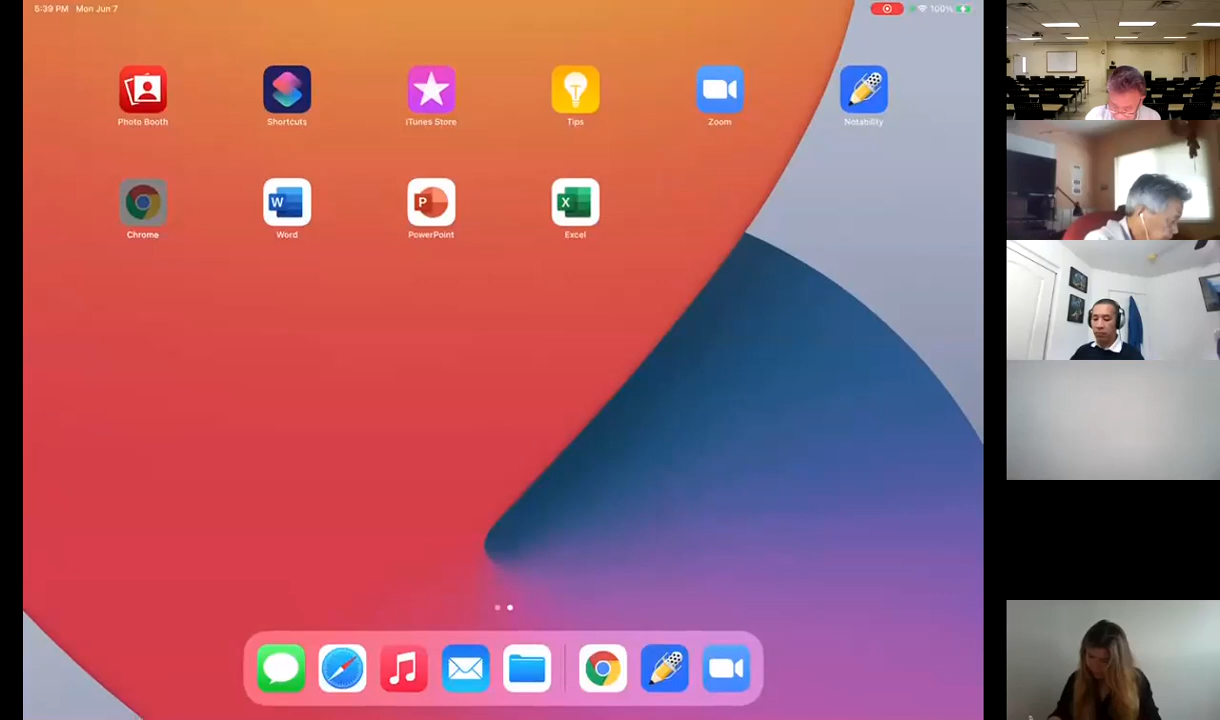 5:39 PM Mon Jun 7
100%
Photo Booth
Shortcuts
iTunes Store
Tips
Zoom
Notability
Chrome
Word
PowerPoint
Excel